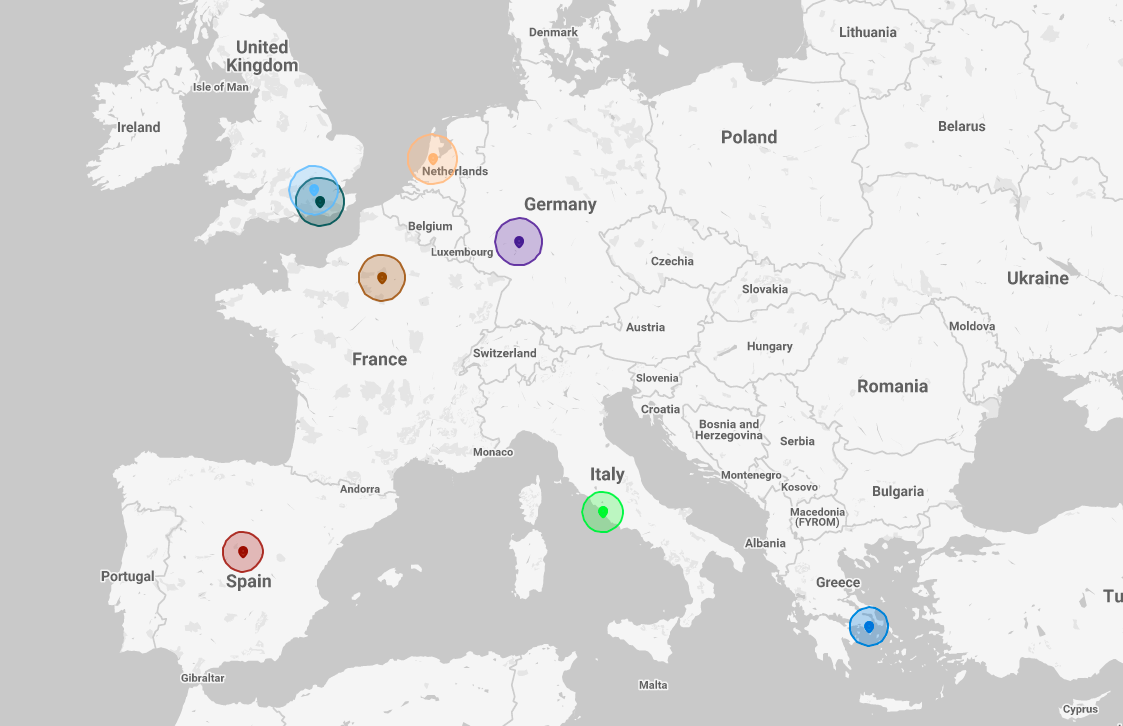 Denmark
Lithuania
United
Kingdom
Isle of Man
Ireland
Belarus
Poland
Netherlands
Germany
Belgium
Luxembourg
Czechia
Ukraine
Slovakia
Austria
Moldova
Hungary
Switzerland
France
Slovenia
Romania
Croatia
Bosnia and
Herzegovina
Serbia
Monaco
Italy
Montenegro
Kosovo
Andorra
Bulgaria
Macedonia
(FYROM)
Albania
Portugal
Spain
Greece
Tu
Gibraltar
Malta
Cyprus